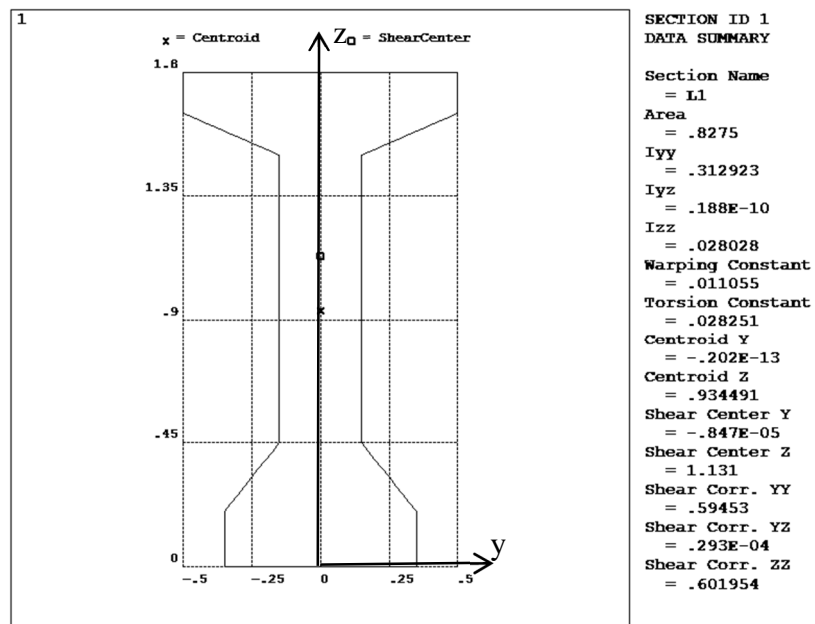 1
x = Centroid
Z
= ShearCenter
1.8
1.35
.9
.45
0
-.5
-.25
0
.25
.5
y
SECTION ID 1
DATA SUMMARY
Section Name
= L1
Area
= .8275
Iyy
= .312923
Iyz
= .188E-10
Izz
= .028028
Warping Constant
= .011055
Torsion Constant
= .028251
Centroid Y
= -.202E-13
Centroid Z
= .934491
Shear Center Y
= -.847E-05
Shear Center Z
= 1.131
Shear Corr. YY
= .59453
Shear Corr. YZ
= .293E-04
Shear Corr. ZZ
= .601954